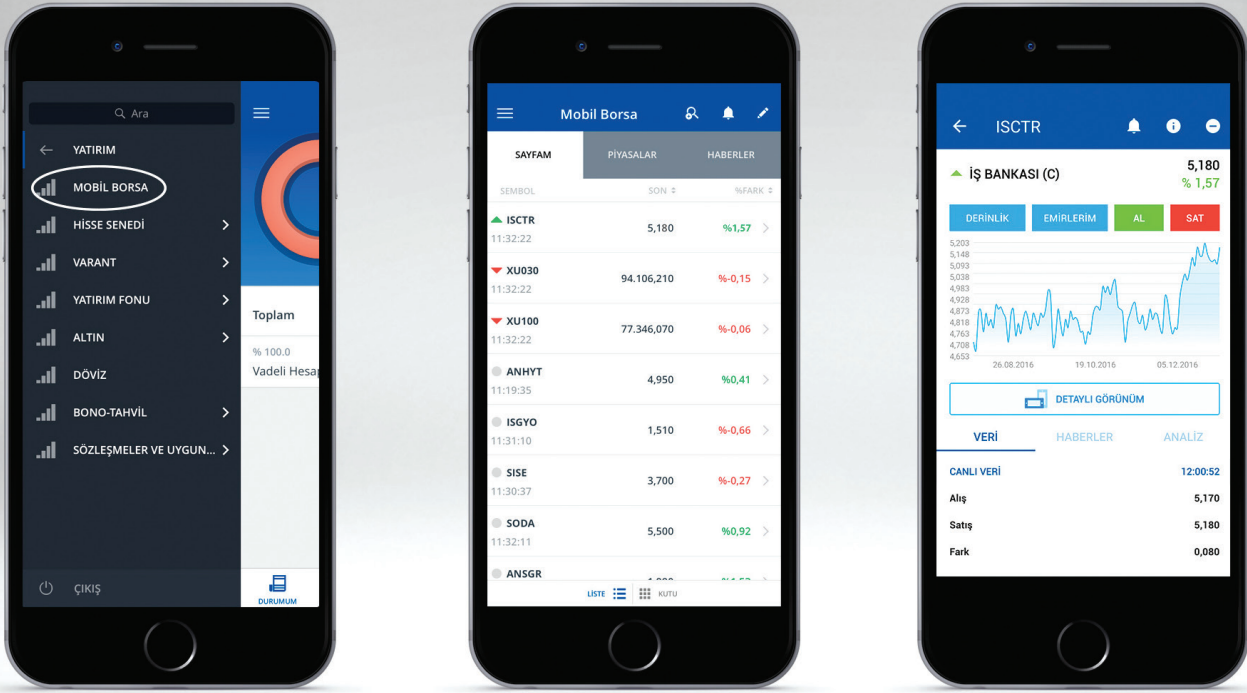 Ara
YATIRIM
MOBİL BORSA
HİSSE SENEDİ
VARANT
YATIRIM FONU
ALTIN
DÖVİZ
BONO-TAHVİL
SÖZLEŞMELER VE UYGUN...
ÇIKIŞ
Toplam
% 100.0
Vadeli Hesap
DURUMUM
Mobil Borsa
SAYFAM PİYASALAR HABERLER
SEMBOL SON %FARK
ISCTR 5,180 %1,57
11:32:22
XU030 94.106,210 %-0,15
11:32:22
XU100 77.346,070 %-0,06
11:32:22
ANHYT 4,950 %0,41
11:19:35
ISGYO 1,510 %-0,66
11:31:10
SISE 3,700 %-0,27
11:30:37
SODA 5,500 %0,92
11:32:11
ANSGR
LİSTE KUTU
ISCTR
İŞ BANKASI (C) 5,180
% 1,57
DERİNLİK EMİRLERİM AL SAT
5,203
5,148
5,093
5,038
4,983
4,928
4,873
4,818
4,763
4,708
4,653
26.08.2016 19.10.2016 05.12.2016
DETAYLI GÖRÜNÜM
VERİ HABERLER ANALİZ
CANLI VERİ 12:00:52
Alış 5,170
Satış 5,180
Fark 0,080